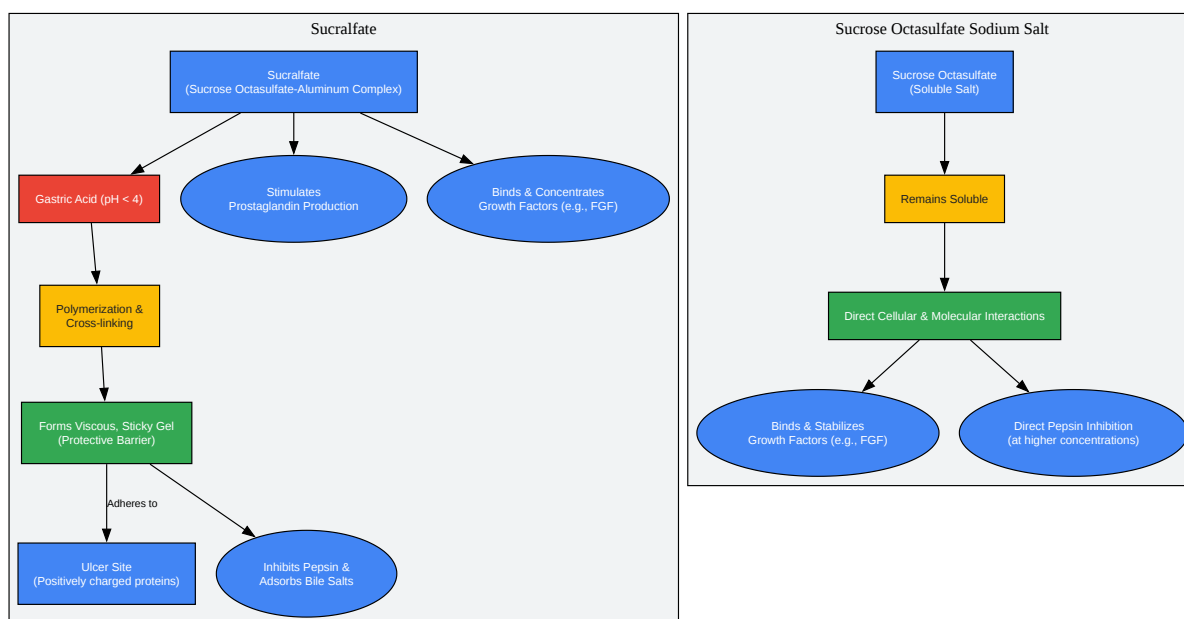 Sucralfate
Sucralfate
(Sucrose Octasulfate-Aluminum Complex)
Gastric Acid (pH < 4)
Stimulates
Prostaglandin Production
Binds & Concentrates
Growth Factors (e.g., FGF)
Polymerization &
Cross-linking
Forms Viscous, Sticky Gel
(Protective Barrier)
Adheres to
Ulcer Site
(Positively charged proteins)
Inhibits Pepsin &
Adsorbs Bile Salts
Sucrose Octasulfate Sodium Salt
Sucrose Octasulfate
(Soluble Salt)
Remains Soluble
Direct Cellular & Molecular Interactions
Binds & Stabilizes
Growth Factors (e.g., FGF)
Direct Pepsin Inhibition
(at higher concentrations)